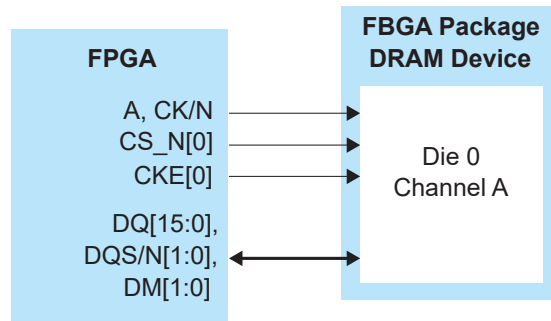 FPGA
A, CK/N
CS_N[0]
CKE[0]
DQ[15:0],
DQS/N[1:0],
DM[1:0]
FBGA Package
DRAM Device
Die 0
Channel A